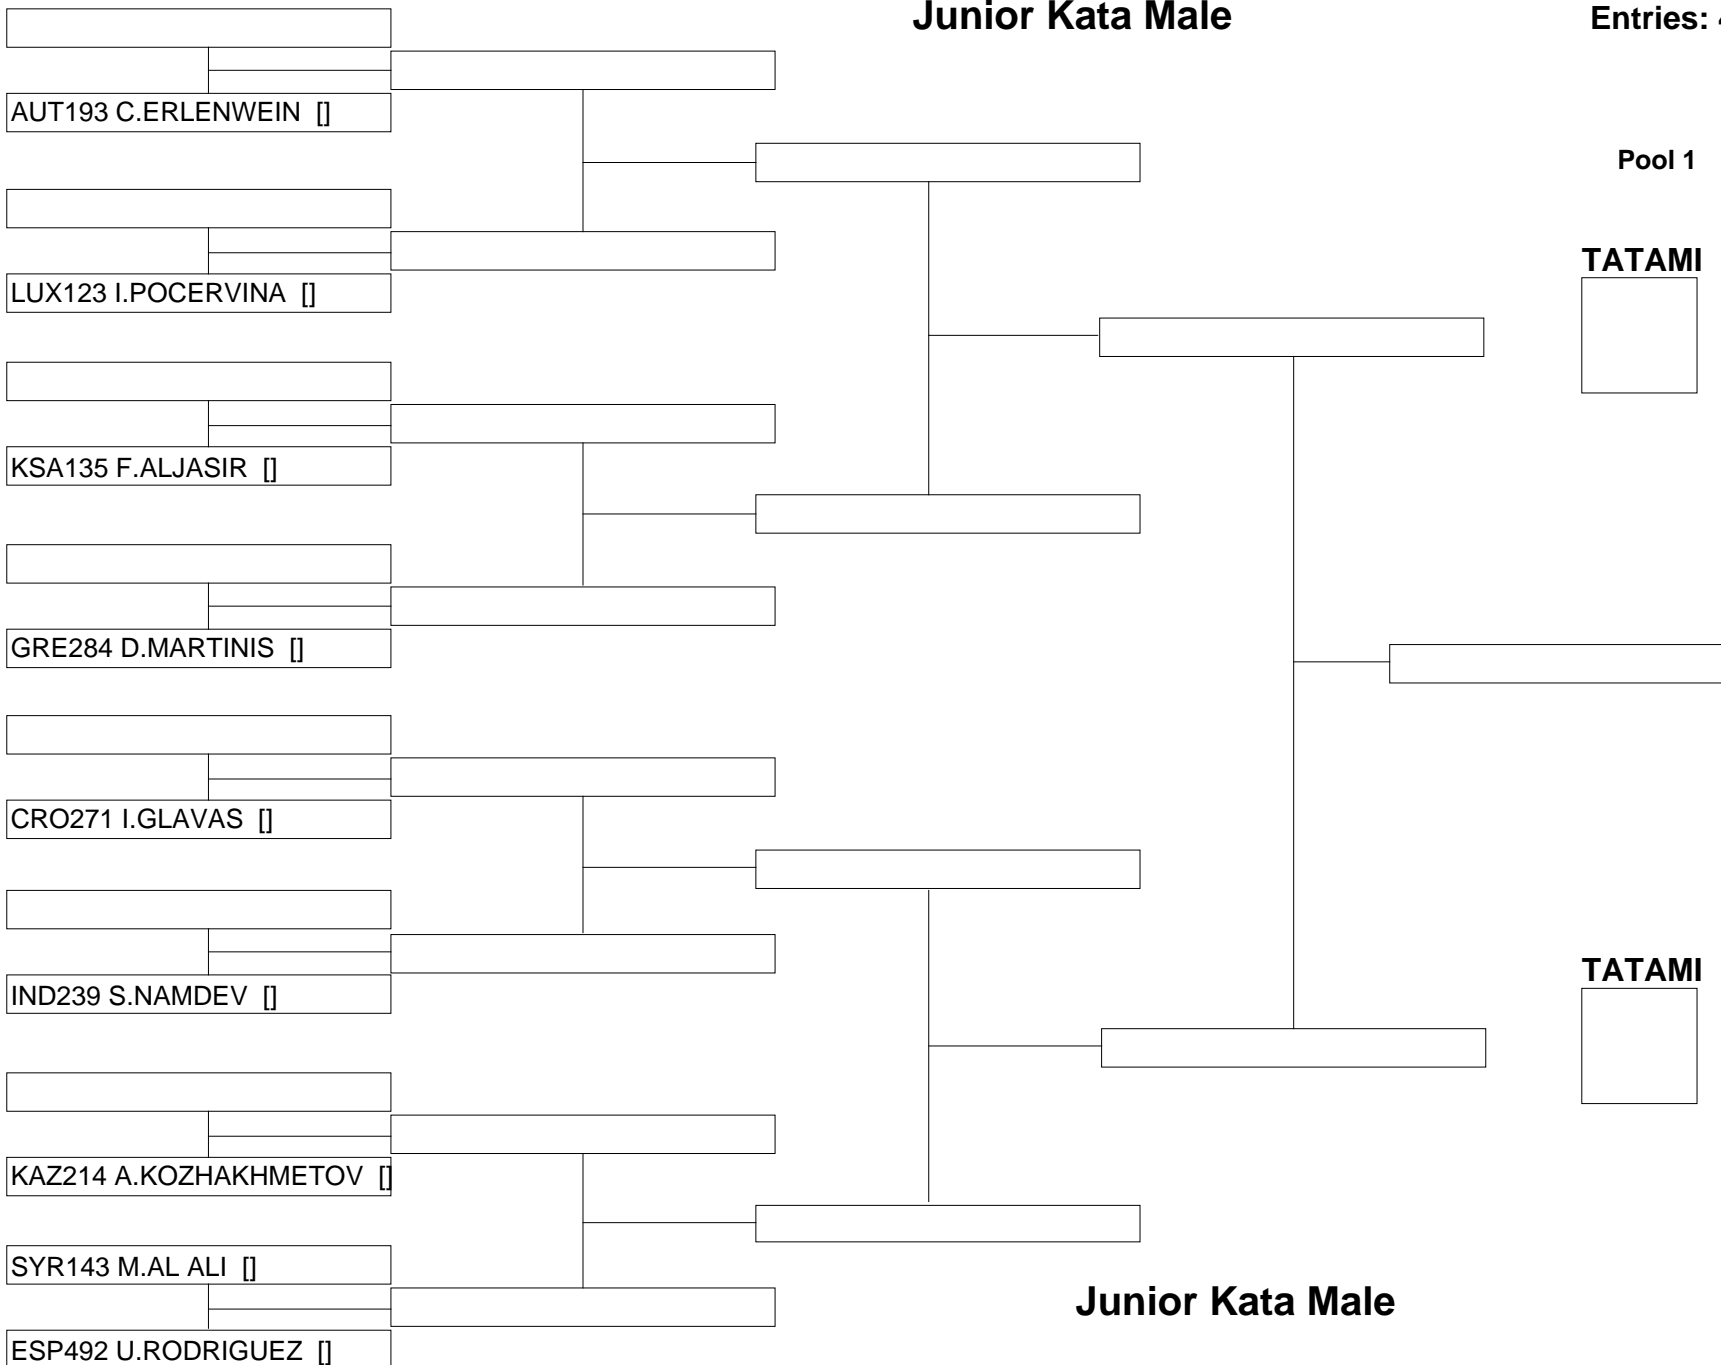 Junior Kata Male
Entries: 4
AUT193 C.ERLENWEIN []
Pool 1
LUX123 I.POCERVINA []
TATAMI
KSA135 F.ALJASIR []
GRE284 D.MARTINIS []
CRO271 I.GLAVAS []
IND239 S.NAMDEV []
TATAMI
KAZ214 A.KOZHAKHMETOV []
SYR143 M.AL ALI []
Junior Kata Male
ESP492 U.RODRIGUEZ []